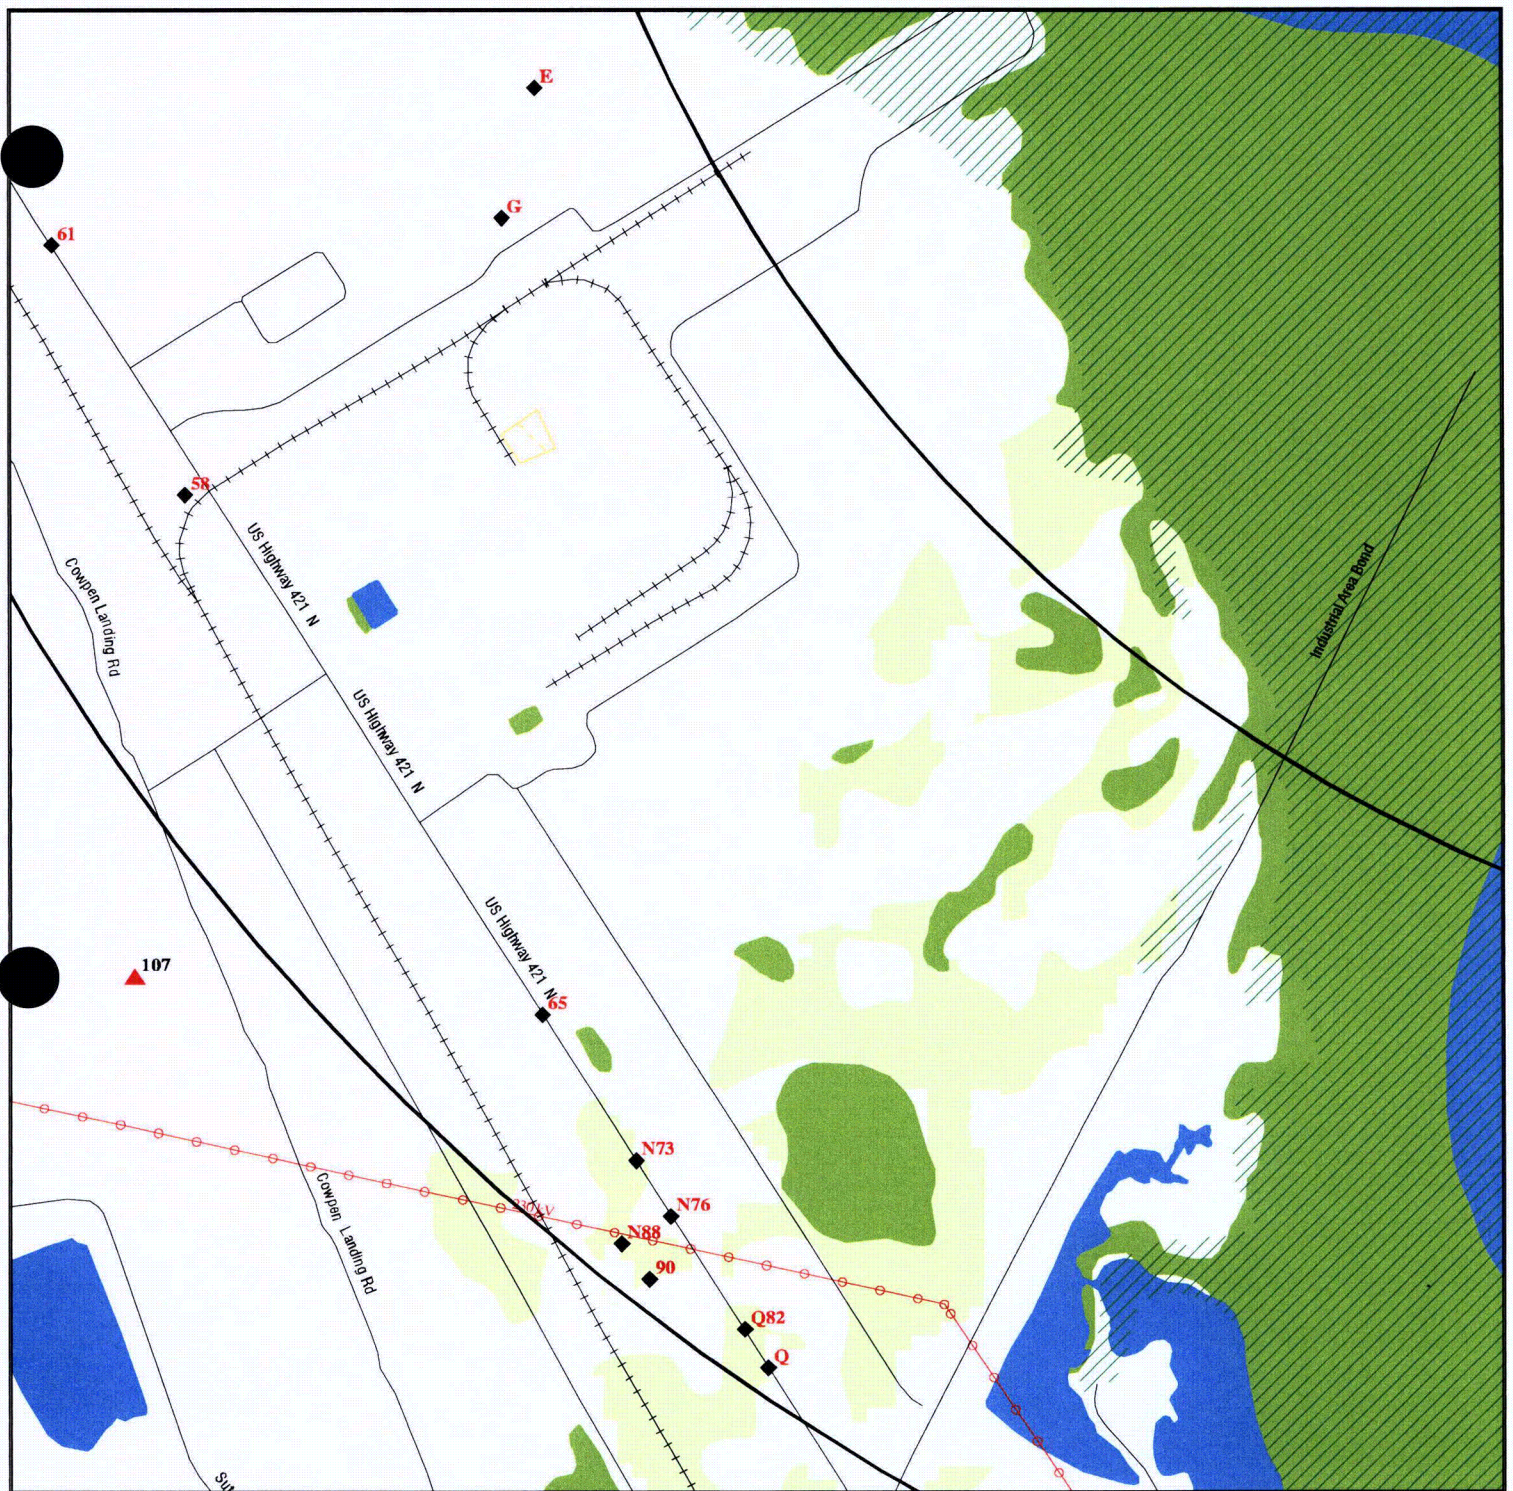 E
G
61
58
US Highway 421 N
Cowpen Landing Rd
Industrial Area Bond
US Highway 421 N
US Highway 421 N
107
65
N73
230 kV
Cowpen Landing Rd
N76
N88
90
Q82
Q